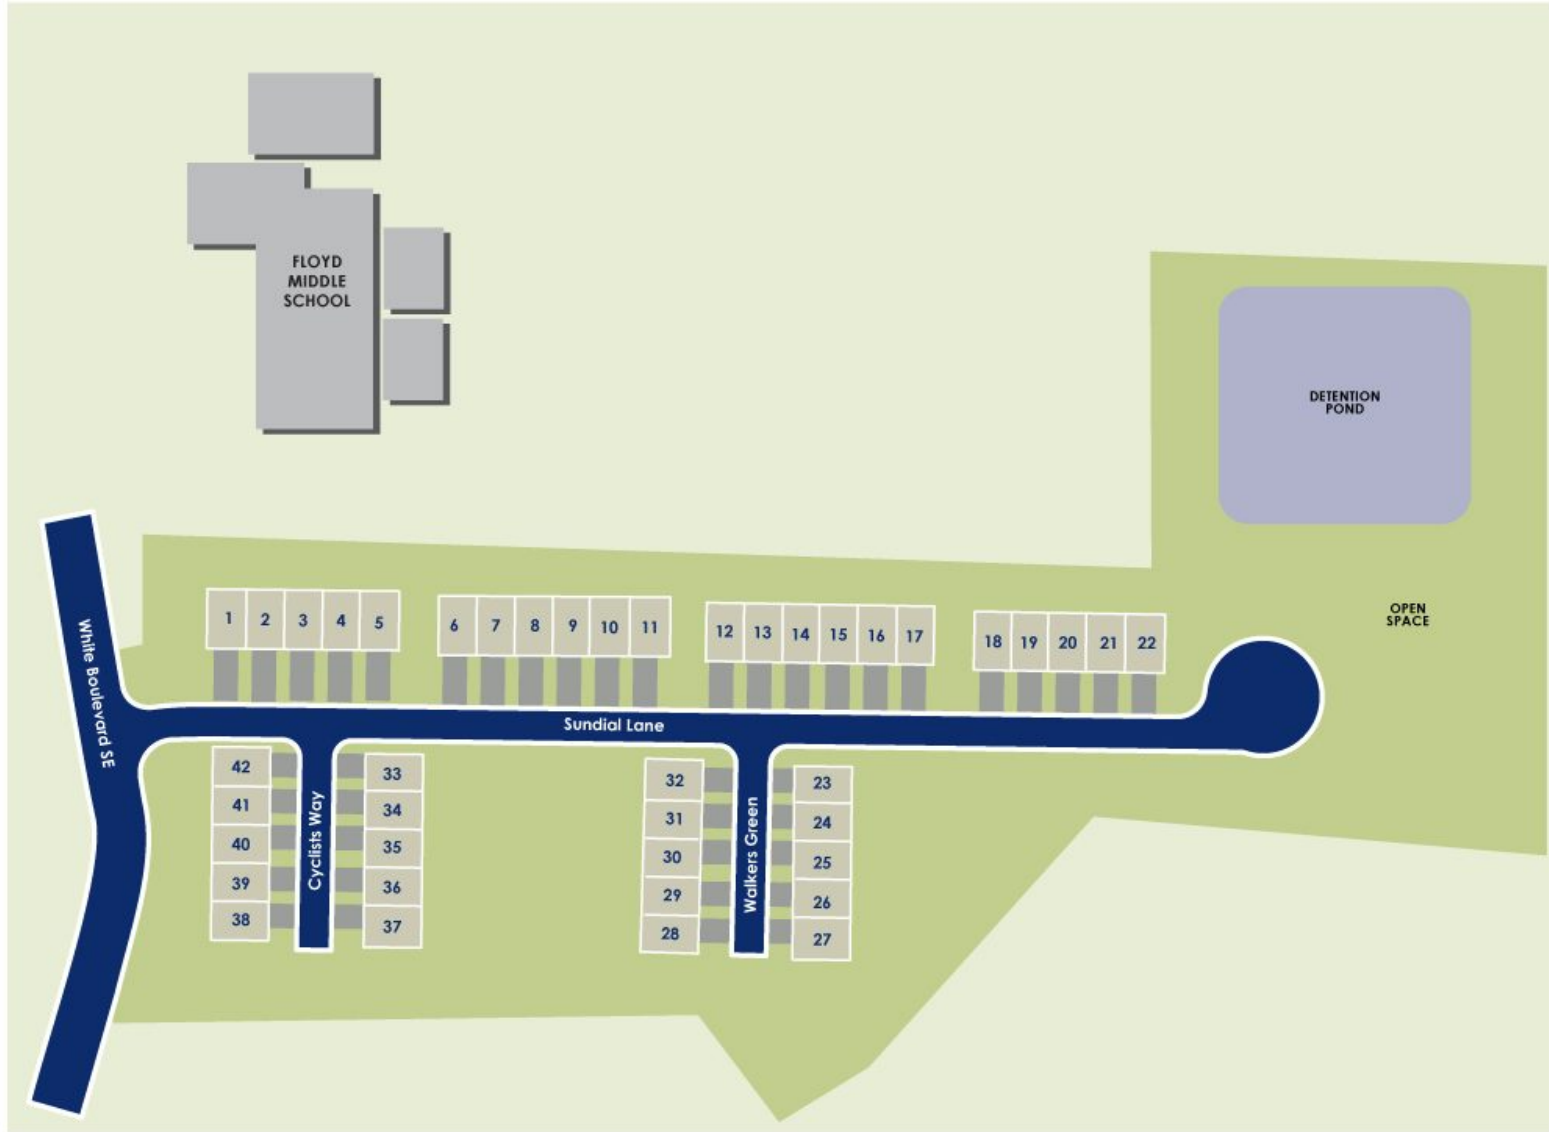 FLOYD
MIDDLE
SCHOOL
DETENTION
POND
OPEN
SPACE
White Boulevard SE
1 2 3 4 5
6 7 8 9 10 11
12 13 14 15 16 17
18 19 20 21 22
Sundial Lane
42
41
40
39
38
Cyclists Way
33
34
35
36
37
32
31
30
29
28
Walkers Green
23
24
25
26
27